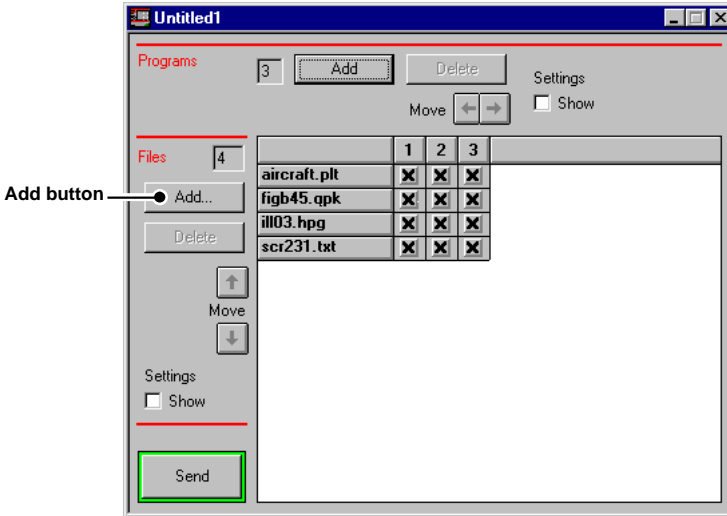 Untitled1
Programs
3
Add
Delete
Settings
Move
Show
Files
4
1 2 3
aircraft.plt
Add button
Add...
figb45.qpk
ill03.hpg
Delete
scr231.txt
Move
Settings
Show
Send